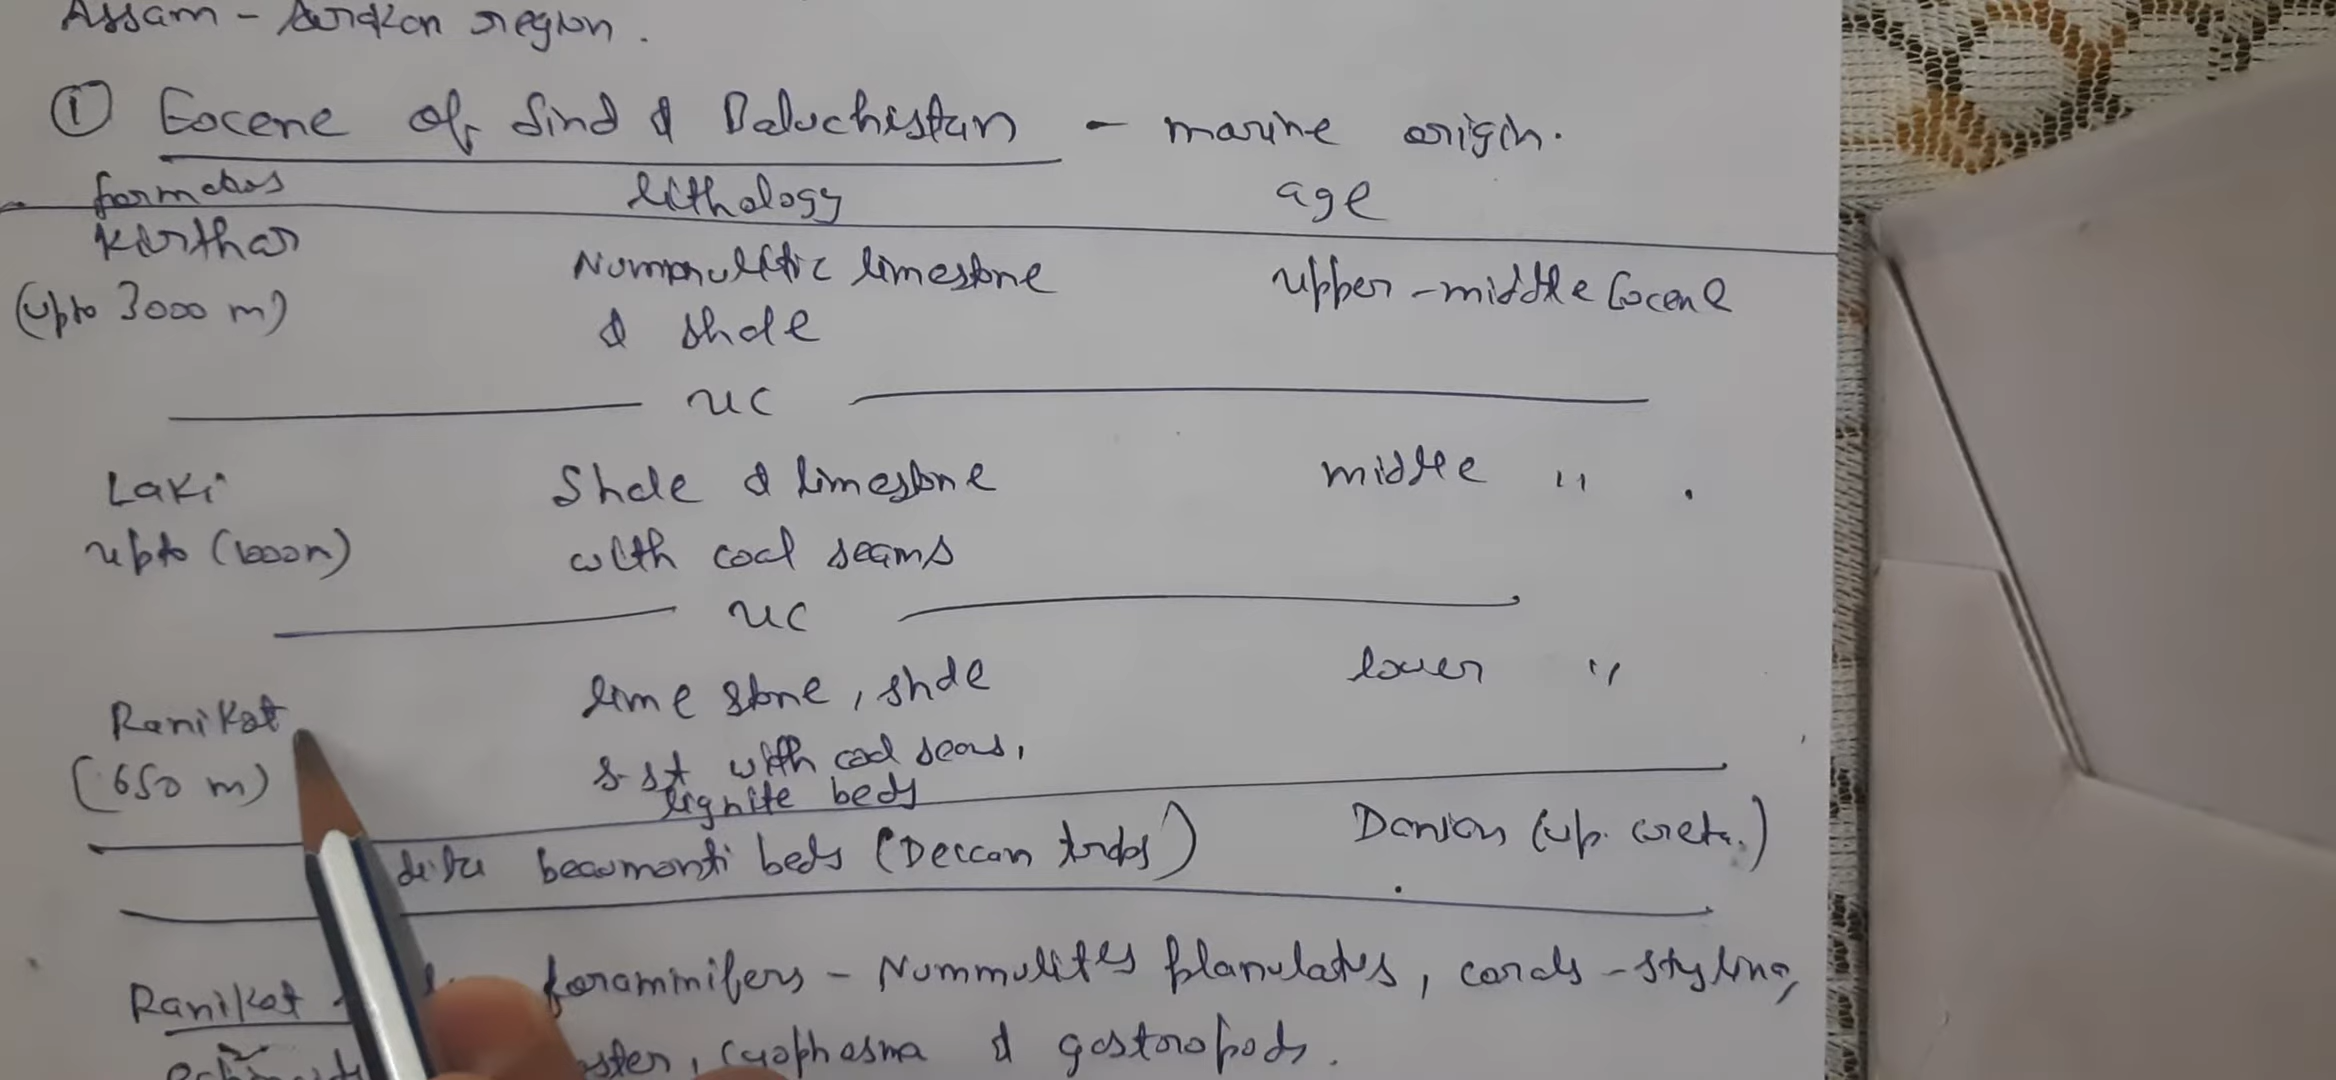 Assam - Arakan region.
① Eocene of Sind & Baluchistan - marine origin.
formations lithology age
Kirthar
(upto 3000 m) Nummulitic limestone & shale upper-middle Eocene
UC
Laki
upto (1000m) Shale & limestone with coal seams middle " .
UC
Ranikot
(650 m) lime stone, shale lower "
s.st with coal seams,
lignite beds
beaumonti beds (Deccan traps) Danian (up. creta.)
Ranikot foramnifers - Nummulites planulatus, corals - stylina,
& gastropods.